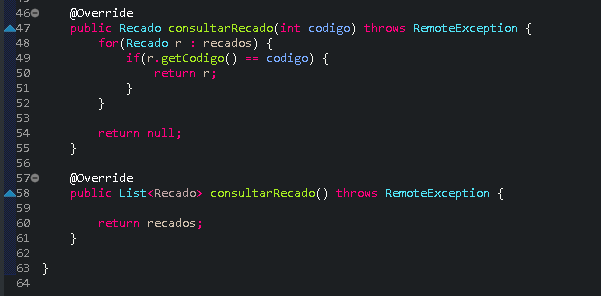 46 @Override
47 public Recado consultarRecado(int codigo) throws RemoteException {
48 for(Recado r : recados) {
49 if(r.getCodigo() == codigo) {
50 return r;
51 }
52 }
53
54 return null;
55 }
56
57 @Override
58 public List<Recado> consultarRecado() throws RemoteException {
59
60 return recados;
61 }
62
63 }
64